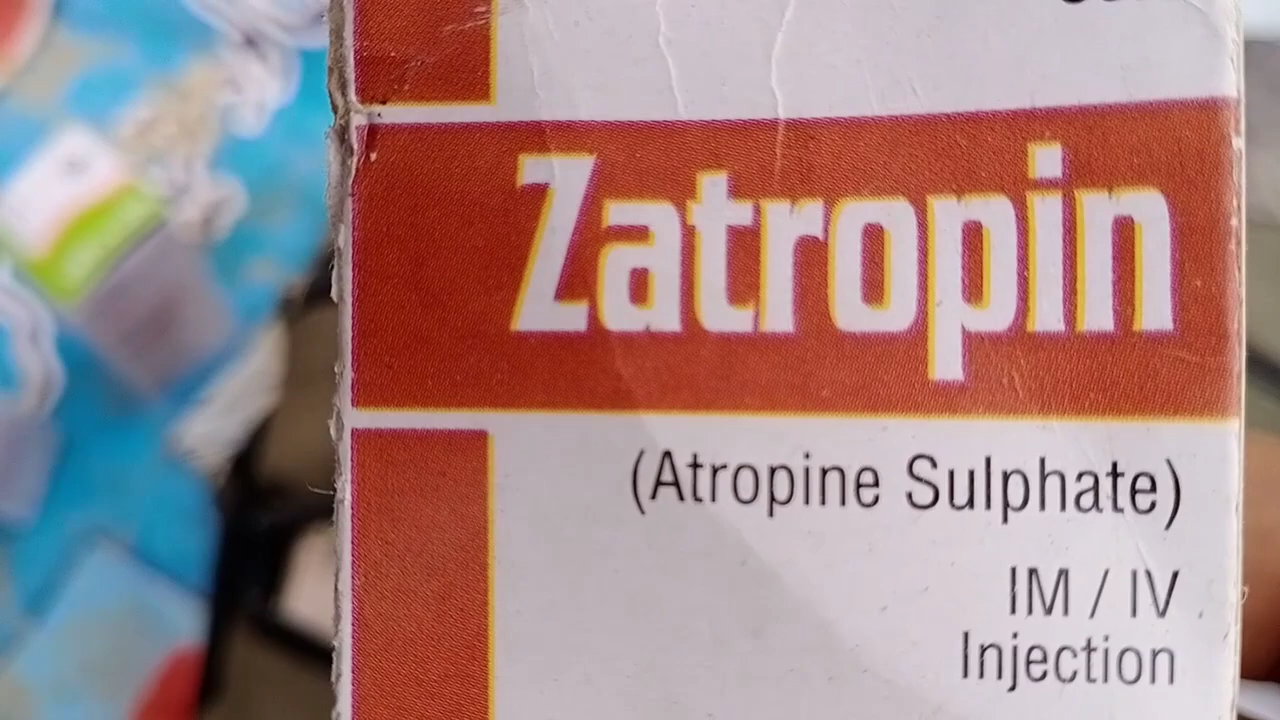 Zatropin
(Atropine Sulphate)
IM / IV
Injection